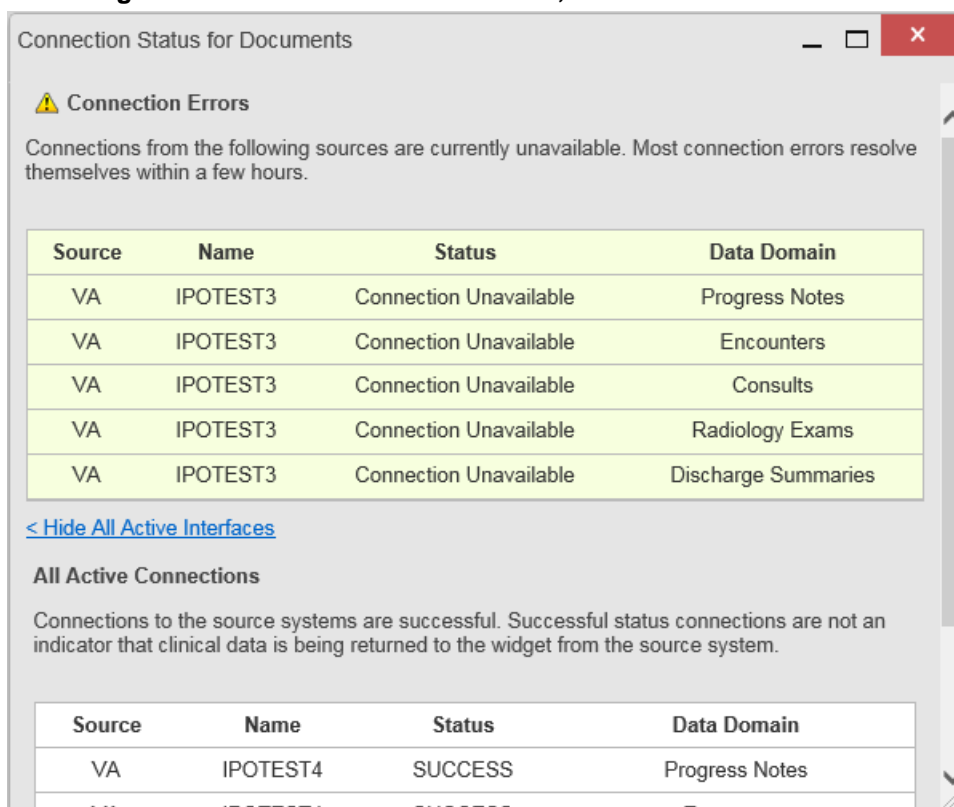 Connection Status for Documents
Connection Errors
Connections from the following sources are currently unavailable. Most connection errors resolve
themselves within a few hours.
Source Name Status Data Domain
VA IPOTEST3 Connection Unavailable Progress Notes
VA IPOTEST3 Connection Unavailable Encounters
VA IPOTEST3 Connection Unavailable Consults
VA IPOTEST3 Connection Unavailable Radiology Exams
VA IPOTEST3 Connection Unavailable Discharge Summaries
< Hide All Active Interfaces
All Active Connections
Connections to the source systems are successful. Successful status connections are not an
indicator that clinical data is being returned to the widget from the source system.
Source Name Status Data Domain
VA IPOTEST4 SUCCESS Progress Notes